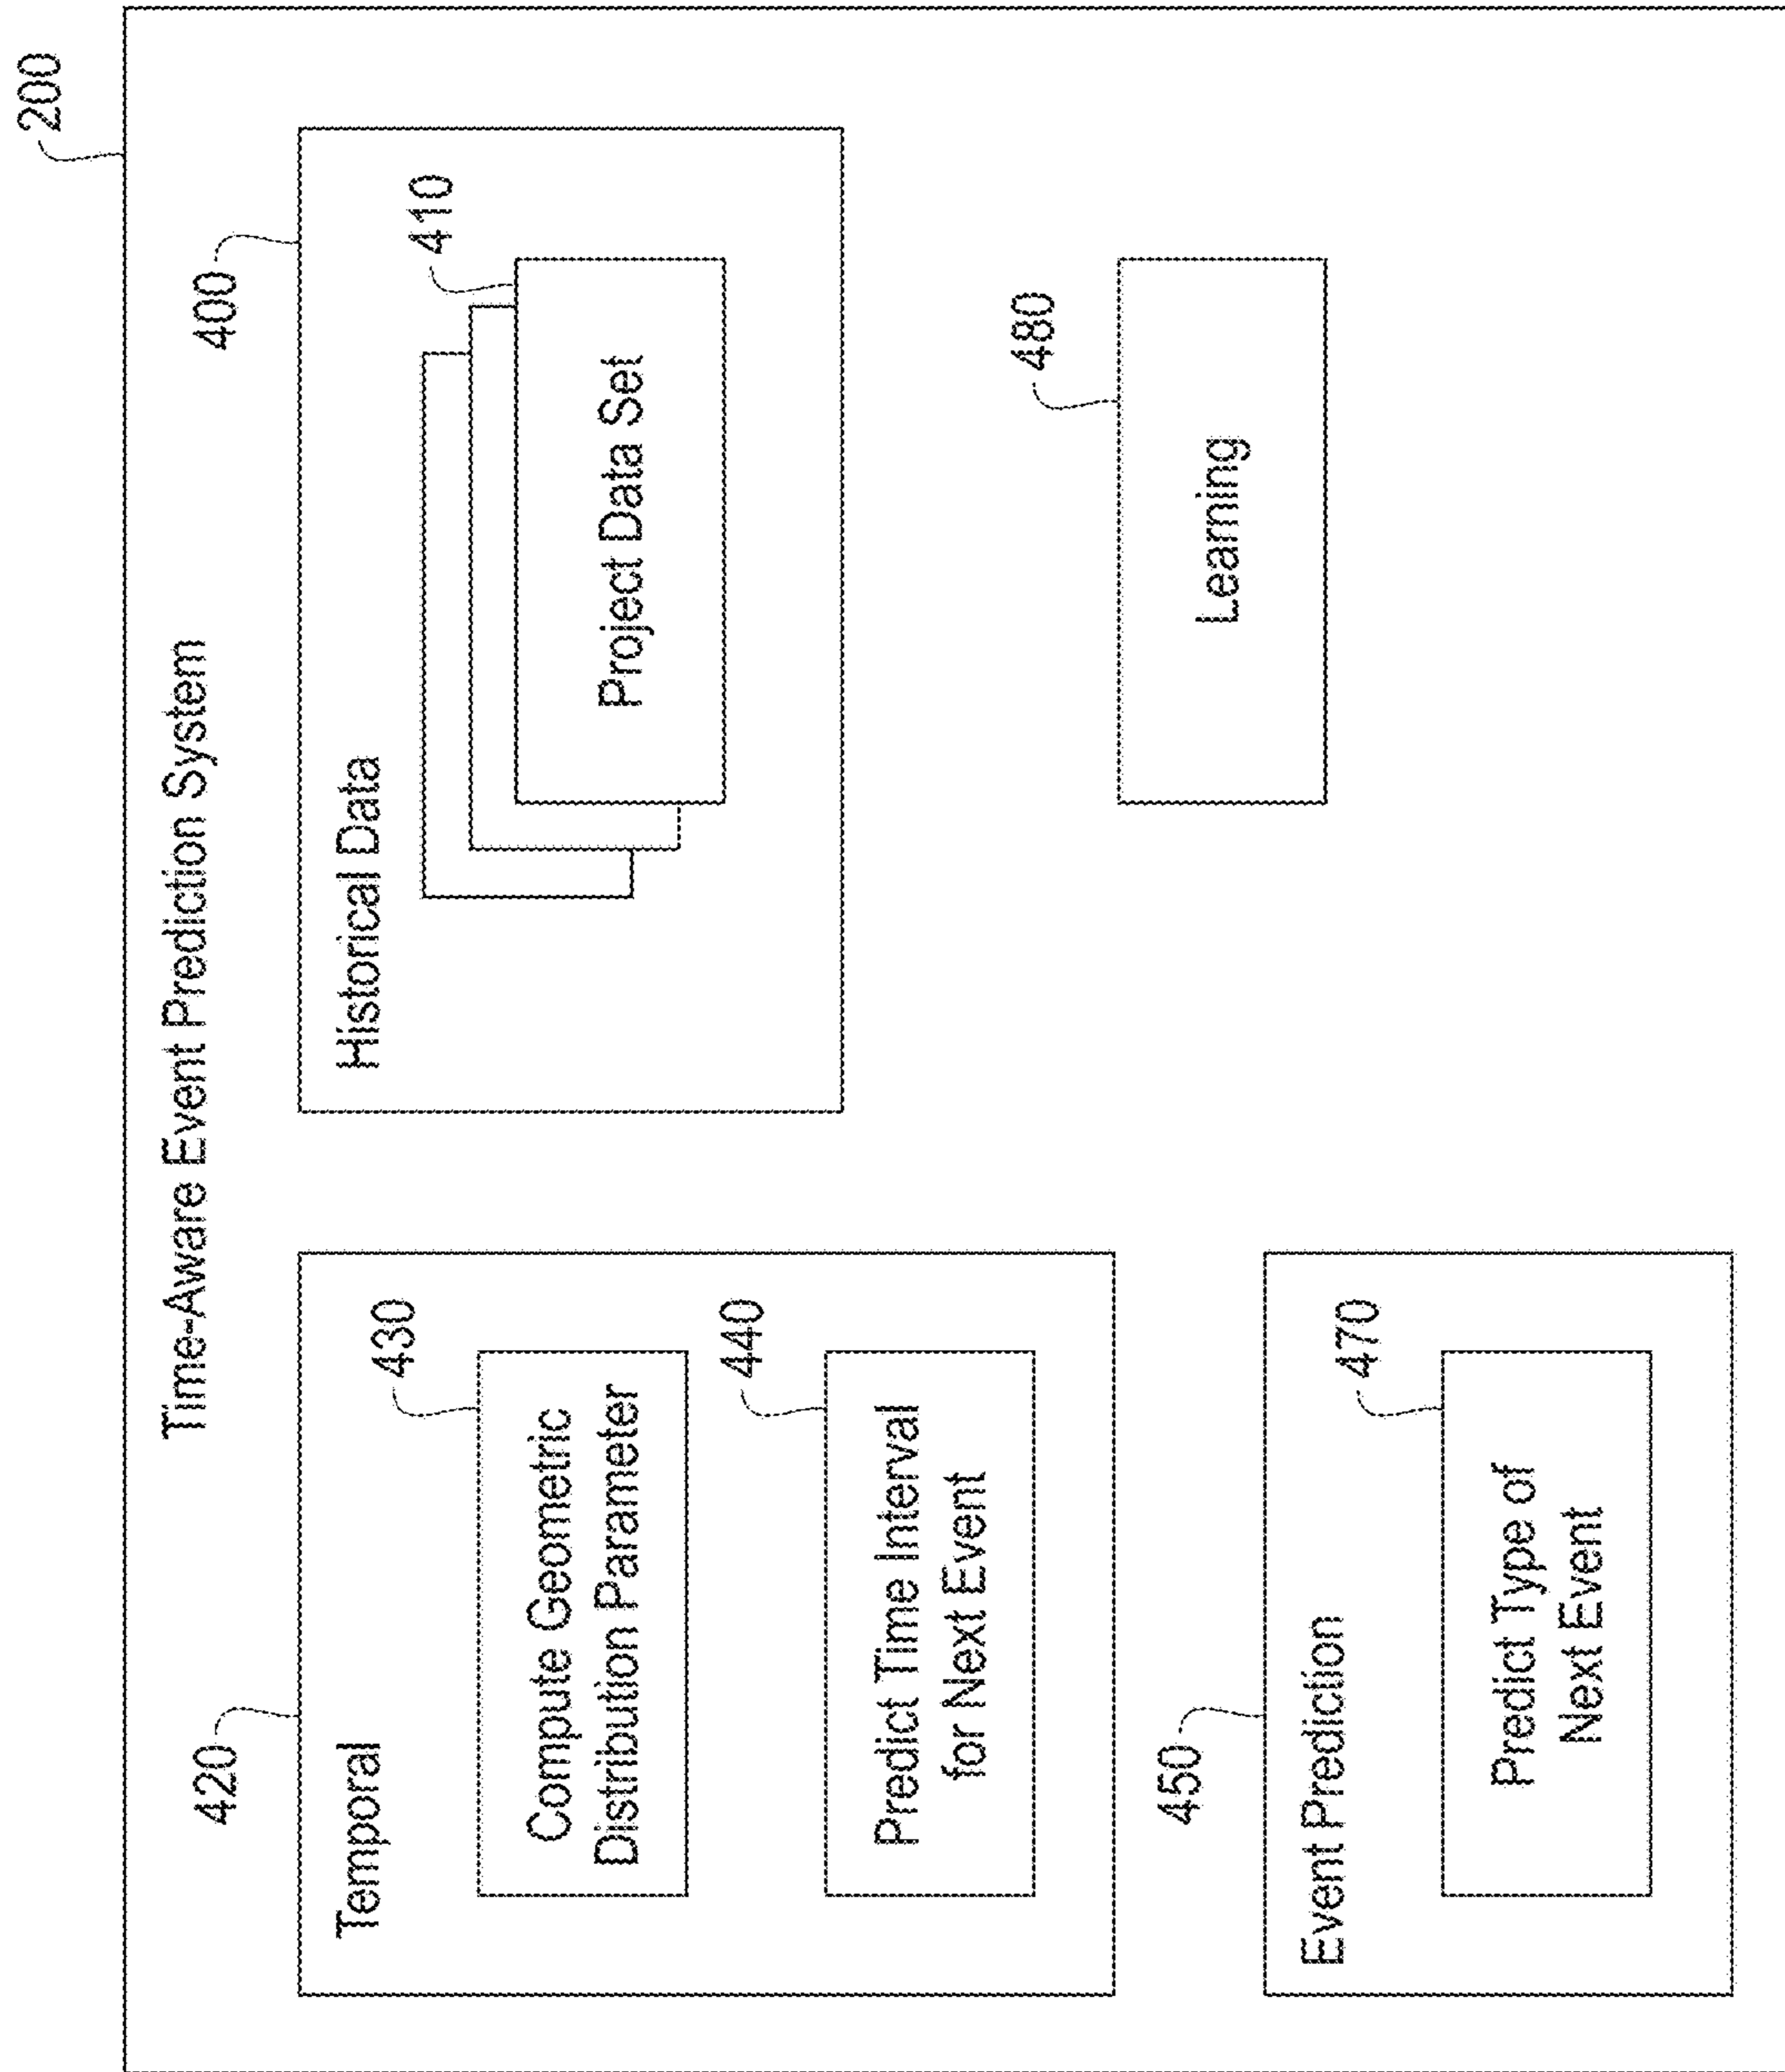 200
Time-Aware Event Prediction System
420
Temporal
430
Compute Geometric
Distribution Parameter
440
Predict Time Interval
for Next Event
450
Event Prediction
470
Predict Type of
Next Event
400
Historical Data
410
Project Data Set
480
Learning